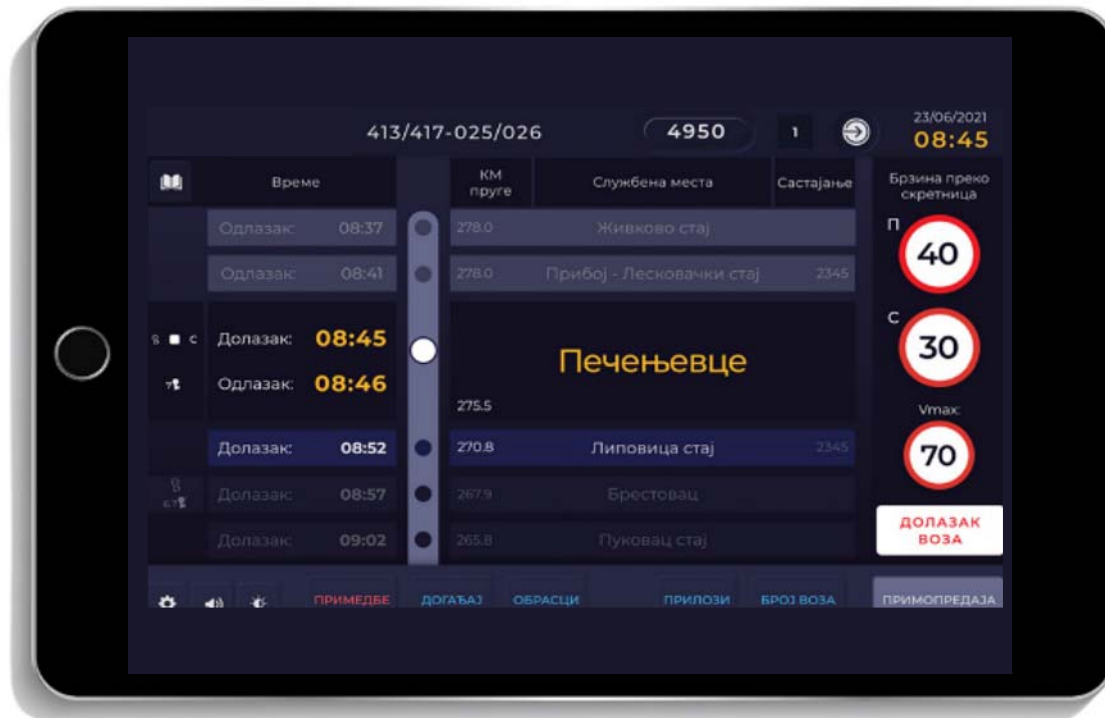 413/417-025/026 4950 1 23/06/2021
08:45
Време КМ пруге Службена места Састајање Брзина преко скретница
Одлазак: 08:37 278.0 Живково стај
П 40
Одлазак: 08:41 278.0 Прибој - Лесковачки стај 2345
С 30
С Долазак: 08:45
Печењевце
Одлазак: 08:46
275.5
Vmax:
70
Долазак: 08:52 270.8 Липовица стај 2345
Долазак: 08:57 267.9 Брестовац
Долазак: 09:02 265.8 Пуковац стај
ДОЛАЗАК
ВОЗА
ПРИМЕДБЕ ДОГАЂАЈ ОБРАСЦИ ПРИЛОЗИ БРОЈ ВОЗА ПРИМОПРЕДАЈА